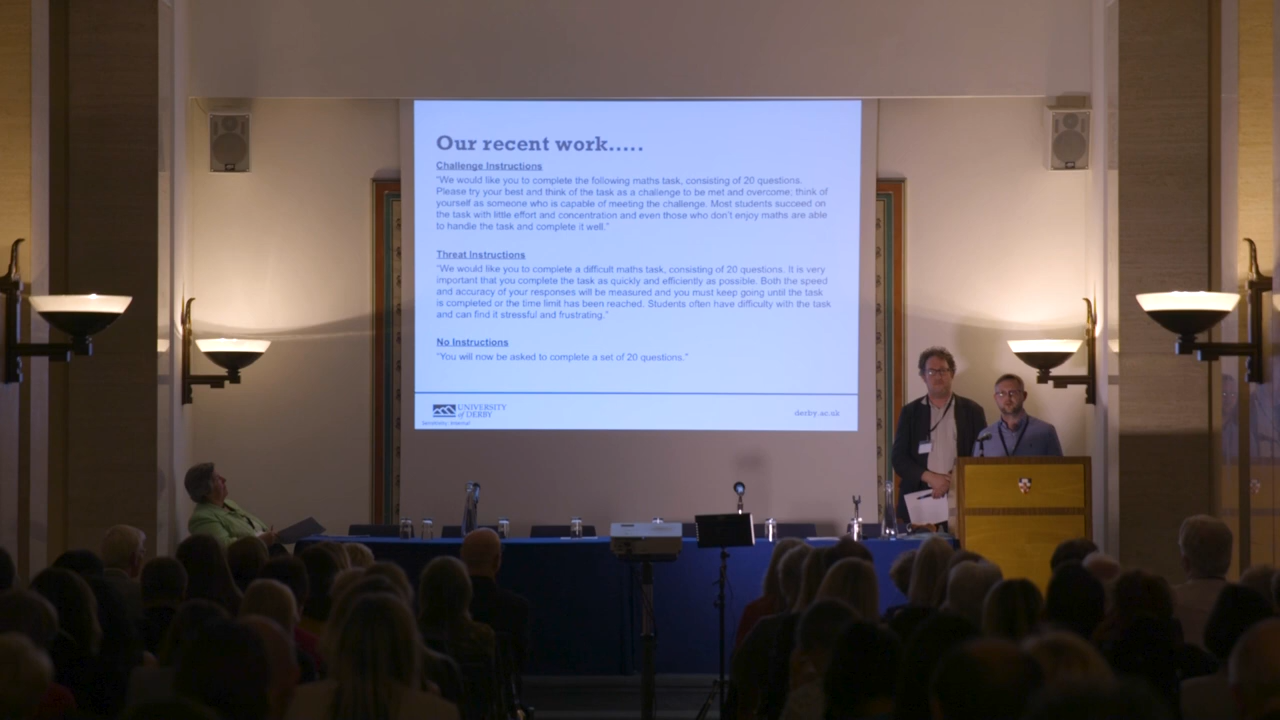 Our recent work.....
Challenge Instructions
"We would like you to complete the following maths task, consisting of 20 questions.
Please try your best and think of the task as a challenge to be met and overcome; think of
yourself as someone who is capable of meeting the challenge. Most students succeed on
the task with little effort and concentration and even those who don't enjoy maths are able
to handle the task and complete it well."
Threat Instructions
"We would like you to complete a difficult maths task, consisting of 20 questions. It is very
important that you complete the task as quickly and efficiently as possible. Both the speed
and accuracy of your responses will be measured and you must keep going until the task
is completed or the time limit has been reached. Students often have difficulty with the task
and can find it stressful and frustrating."
No Instructions
"You will now be asked to complete a set of 20 questions."
UNIVERSITY
of DERBY
derby.ac.uk
Sensitivity: Internal